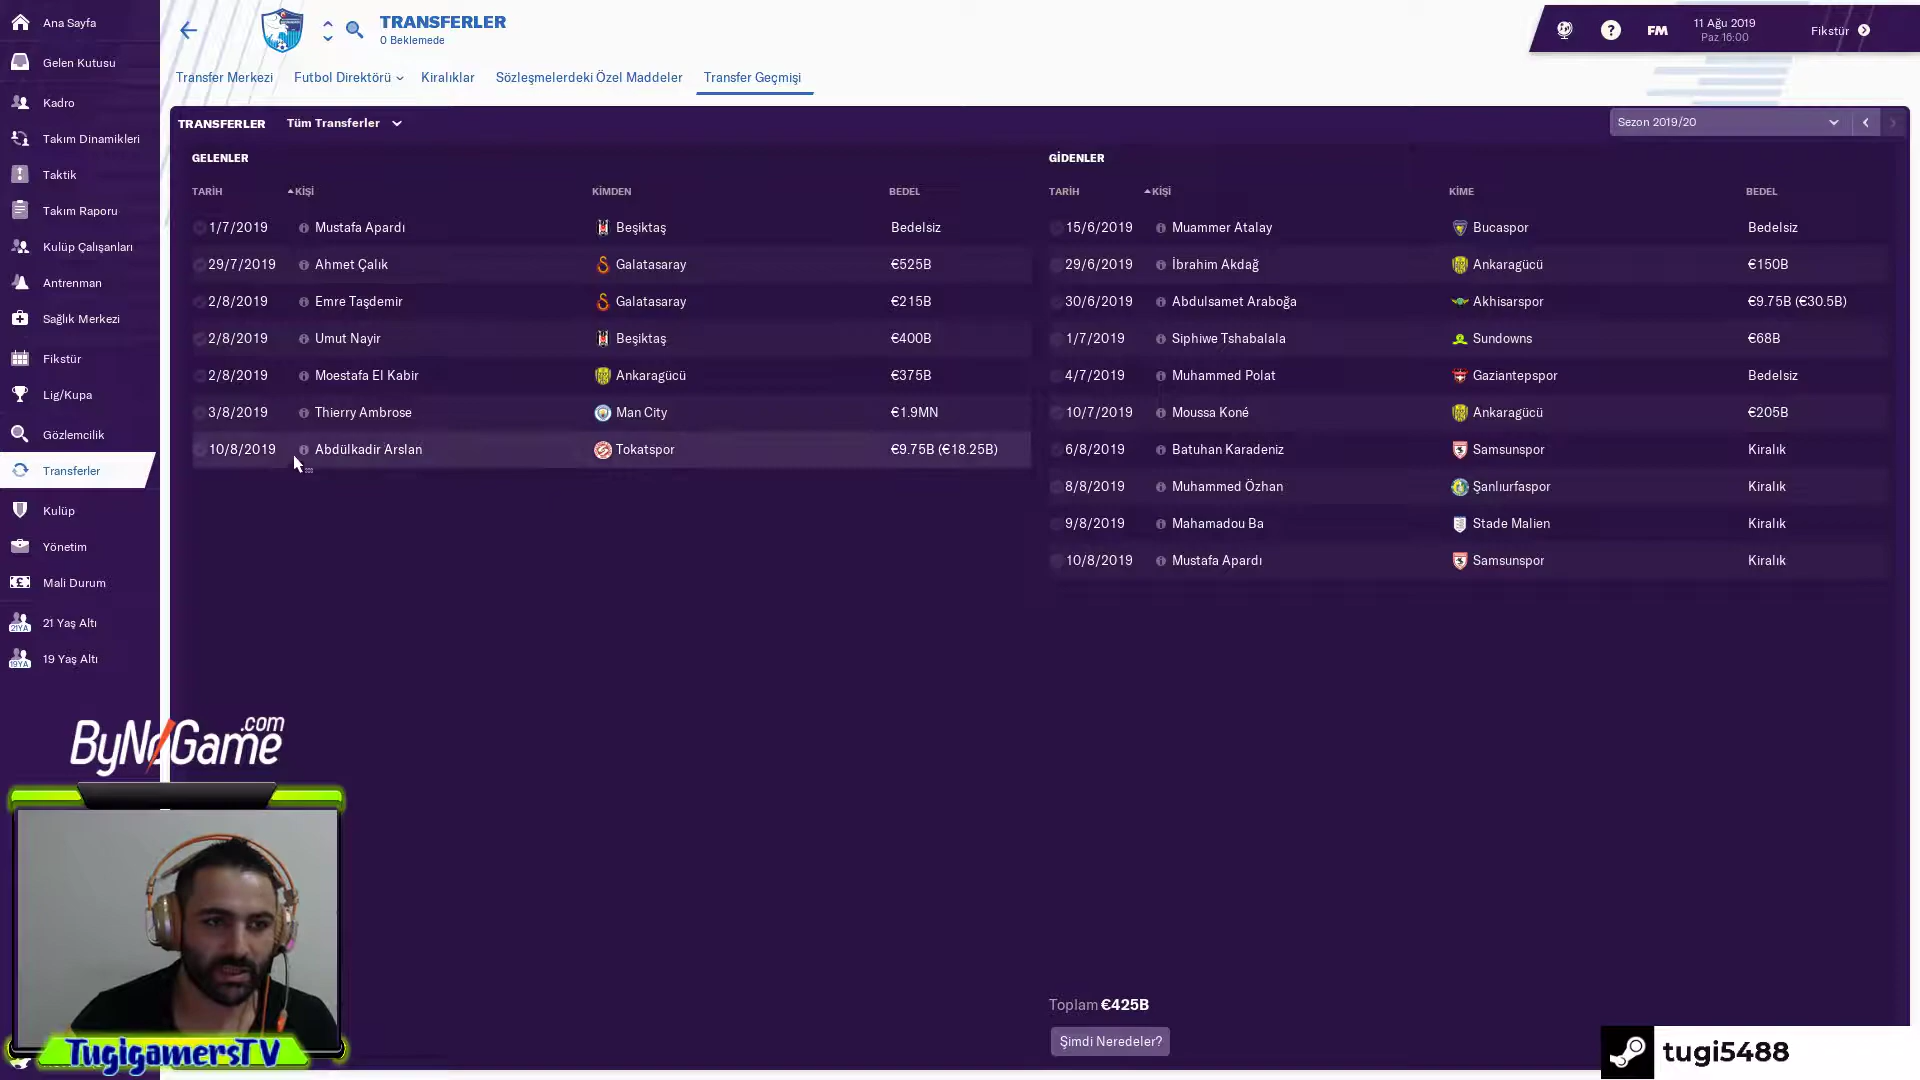 Ana Sayfa
Gelen Kutusu
Kadro
Takım Dinamikleri
Taktik
Takım Raporu
Kulüp Çalışanları
Antrenman
Sağlık Merkezi
Fikstür
Lig/Kupa
Gözlemcilik
Transferler
Kulüp
Yönetim
Mali Durum
21 Yaş Altı
19 Yaş Altı
TRANSFERLER
0 Beklemede
FM
11 Ağu 2019
Paz 16:00
Fikstür
Transfer Merkezi Futbol Direktörü Kiralıklar Sözleşmelerdeki Özel Maddeler Transfer Geçmişi
TRANSFERLER Tüm Transferler
Sezon 2019/20
GELENLER
TARİH KİŞİ KİMDEN BEDEL
1/7/2019 Mustafa Apardı Beşiktaş Bedelsiz
29/7/2019 Ahmet Çalık Galatasaray €525B
2/8/2019 Emre Taşdemir Galatasaray €215B
2/8/2019 Umut Nayir Beşiktaş €400B
2/8/2019 Moestafa El Kabir Ankaragücü €375B
3/8/2019 Thierry Ambrose Man City €1.9MN
10/8/2019 Abdülkadir Arslan Tokatspor €9.75B (€18.25B)
GİDENLER
TARİH KİŞİ KİME BEDEL
15/6/2019 Muammer Atalay Bucaspor Bedelsiz
29/6/2019 İbrahim Akdağ Ankaragücü €150B
30/6/2019 Abdulsamet Araboğa Akhisarspor €9.75B (€30.5B)
1/7/2019 Siphiwe Tshabalala Sundowns €68B
4/7/2019 Muhammed Polat Gaziantepspor Bedelsiz
10/7/2019 Moussa Koné Ankaragücü €205B
6/8/2019 Batuhan Karadeniz Samsunspor Kiralık
8/8/2019 Muhammed Özhan Şanlıurfaspor Kiralık
9/8/2019 Mahamadou Ba Stade Malien Kiralık
10/8/2019 Mustafa Apardı Samsunspor Kiralık
Toplam €425B
Şimdi Neredeler?
ByNoGame.com
TugigamersTV
tugi5488